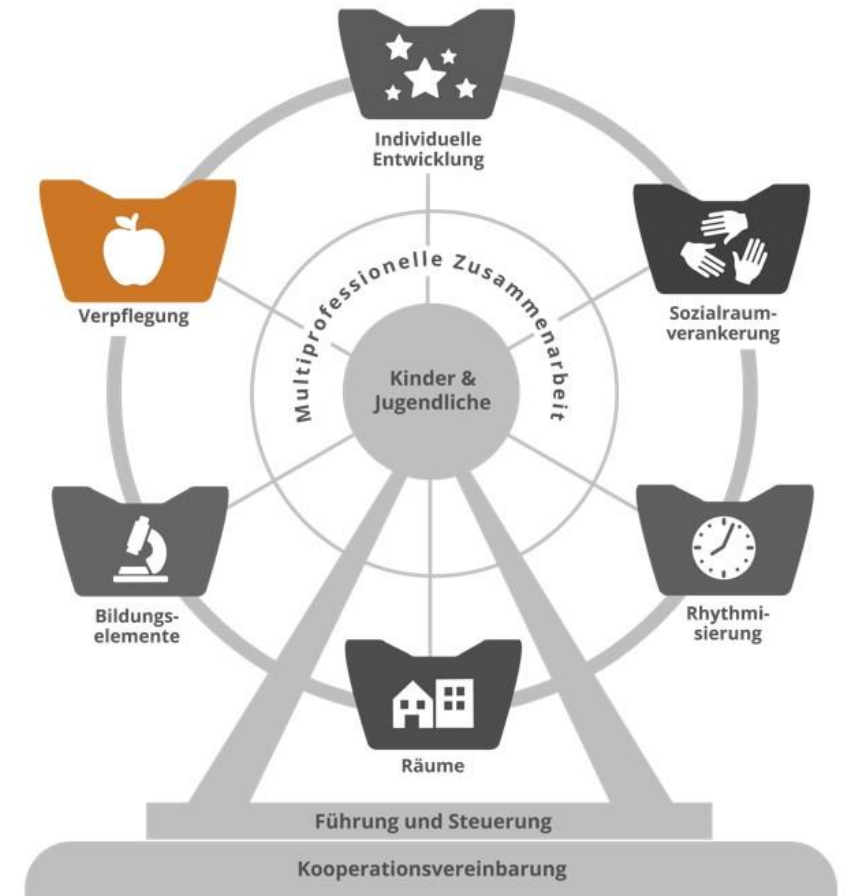 Individuelle
Entwicklung
Verpflegung
Sozialraum-
verankerung
Multiprofessionelle Zusammenarbeit
Kinder &
Jugendliche
Bildungs-
elemente
Rhythmi-
sierung
Räume
Führung und Steuerung
Kooperationsvereinbarung